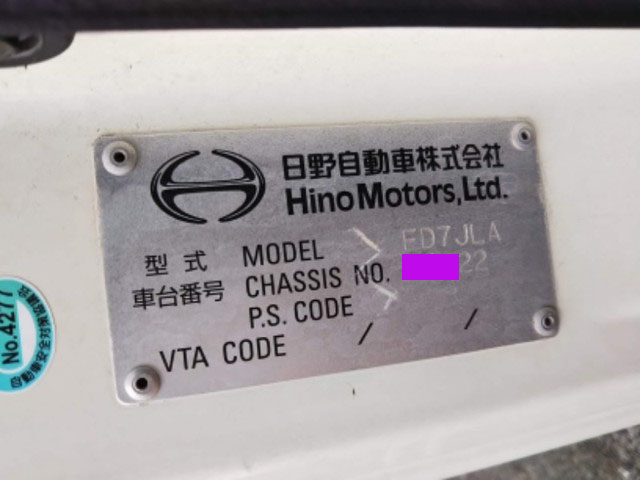 日野自動車株式会社
Hino Motors, Ltd.
型式 MODEL FD7JLA
車台番号 CHASSIS NO. 22
P.S. CODE
VTA CODE / /
No.4277